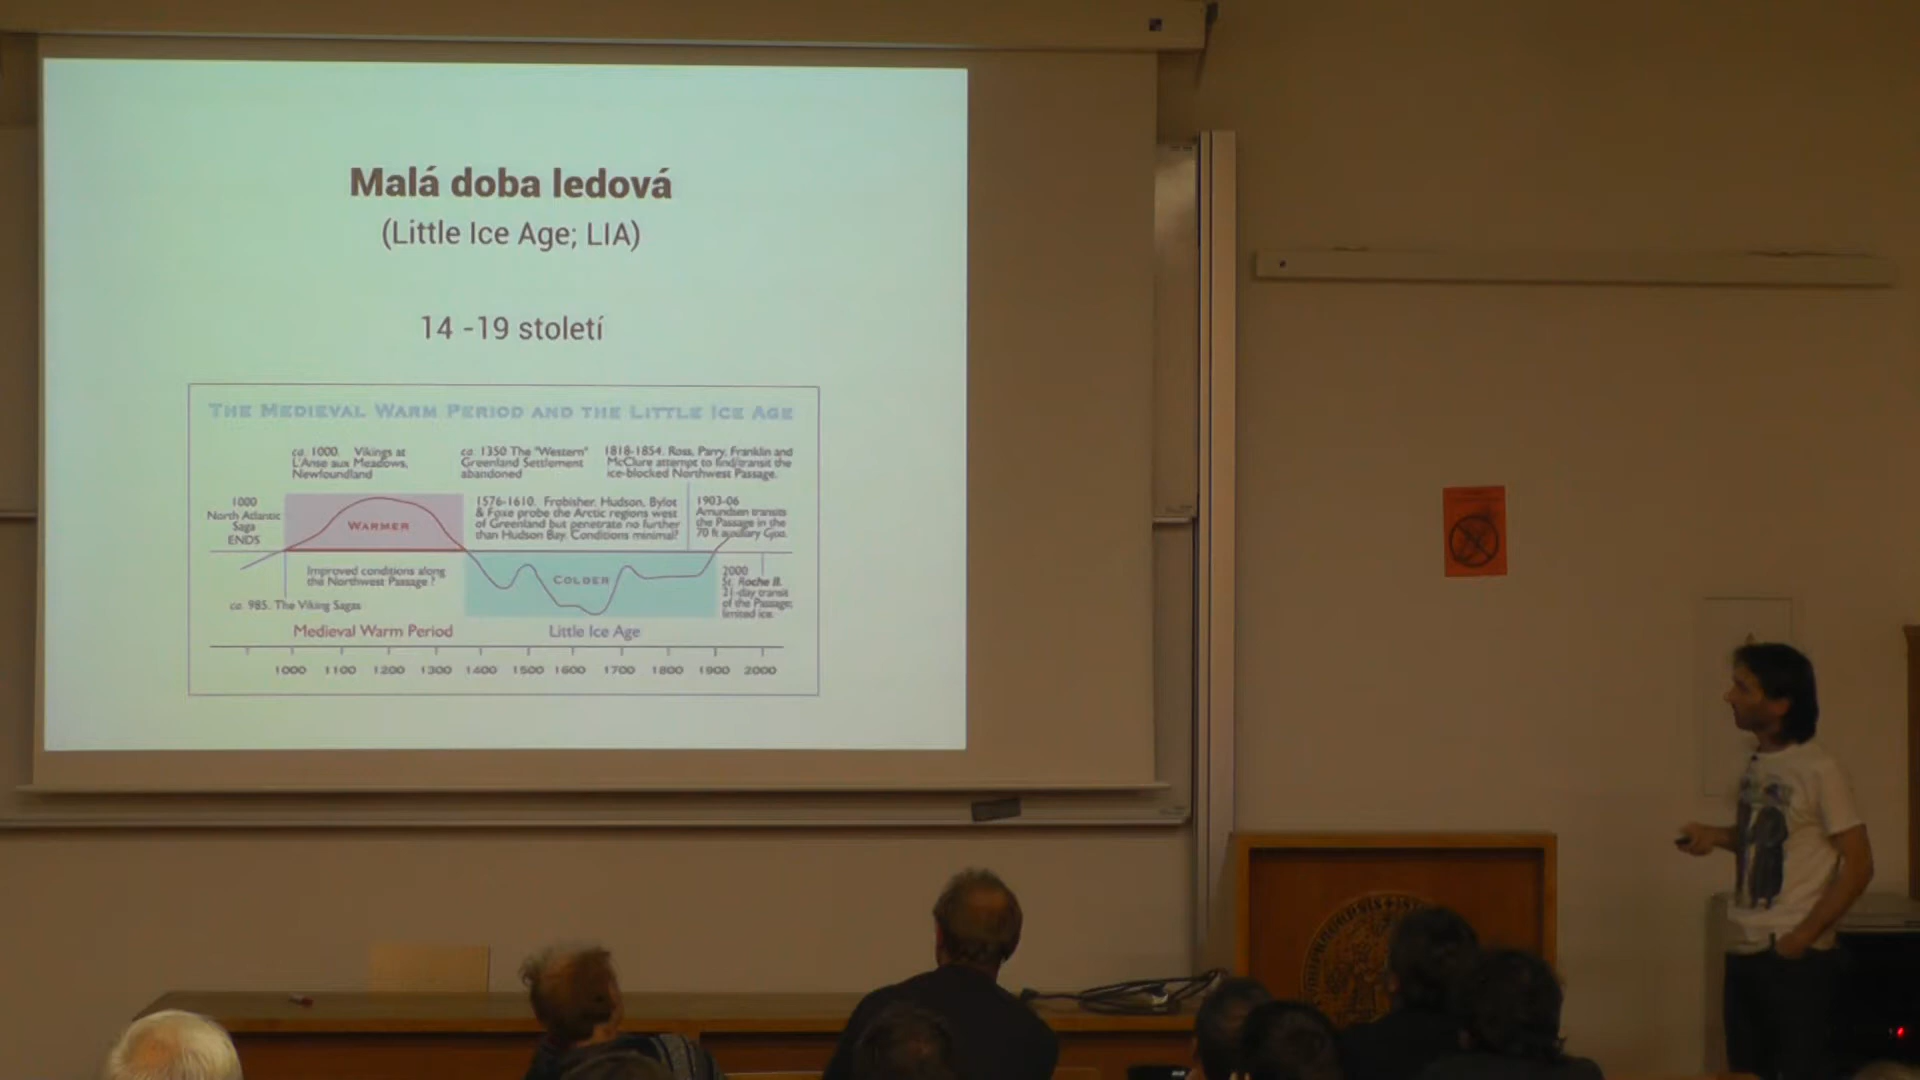 Malá doba ledová
(Little Ice Age; LIA)
14 -19 století
THE MEDIEVAL WARM PERIOD AND THE LITTLE ICE AGE
ca. 1000. Vikings at
L'Anse aux Meadows,
Newfoundland
ca. 1350 The "Western"
Greenland Settlement
abandoned
1818-1854. Ross, Parry, Franklin and
McClure attempt to find/transit the
ice-blocked Northwest Passage.
1000
North Atlantic
Saga
ENDS
WARMER
1576-1610. Frobisher, Hudson, Bylot
& Foxe probe the Arctic regions west
of Greenland but penetrate no further
than Hudson Bay. Conditions minimal?
1903-06
Amundsen transits
the Passage in the
70 ft auxiliary Gjoa.
Improved conditions along
the Northwest Passage ?
COLDER
2000
St. Roche II.
21-day transit
of the Passage;
limited ice.
ca. 985. The Viking Sagas
Medieval Warm Period
Little Ice Age
1000 1100 1200 1300 1400 1500 1600 1700 1800 1900 2000